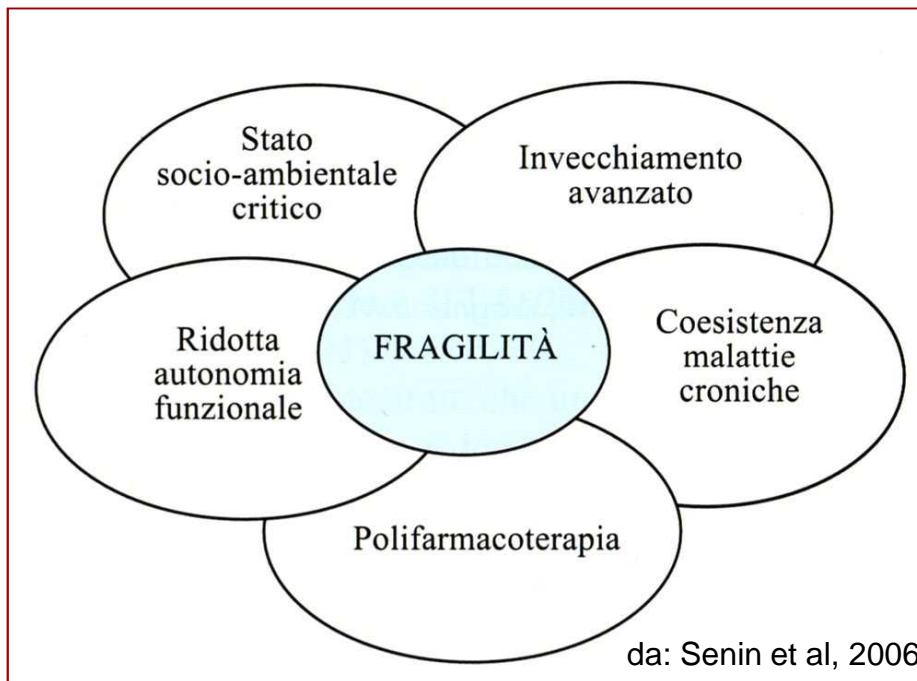 Stato
socio-ambientale
critico
Invecchiamento
avanzato
Ridotta
autonomia
funzionale
FRAGILITÀ
Coesistenza
malattie
croniche
Polifarmacoterapia
da: Senin et al, 2006